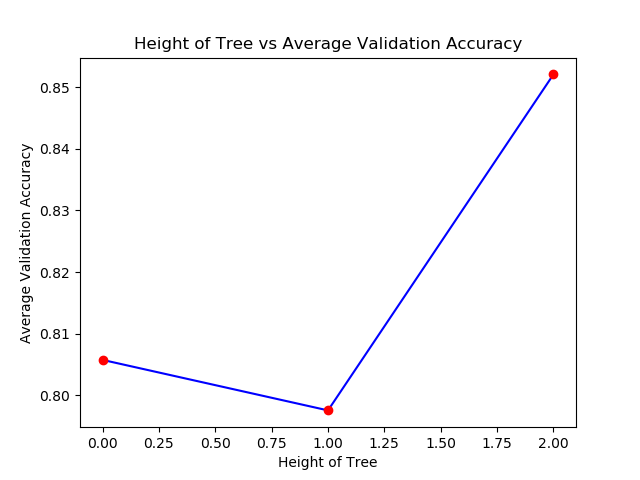 Height of Tree vs Average Validation Accuracy
0.85
0.84
0.83
0.82
0.81
0.80
Average Validation Accuracy
0.00 0.25 0.50 0.75 1.00 1.25 1.50 1.75 2.00
Height of Tree